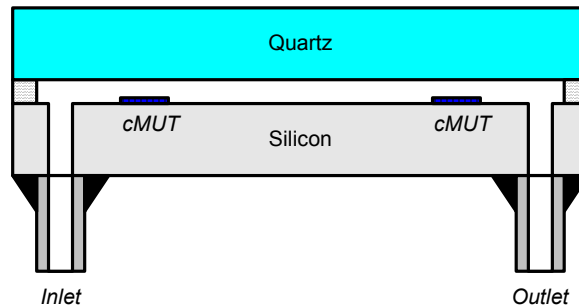 Quartz
cMUT
cMUT
Silicon
Inlet
Outlet